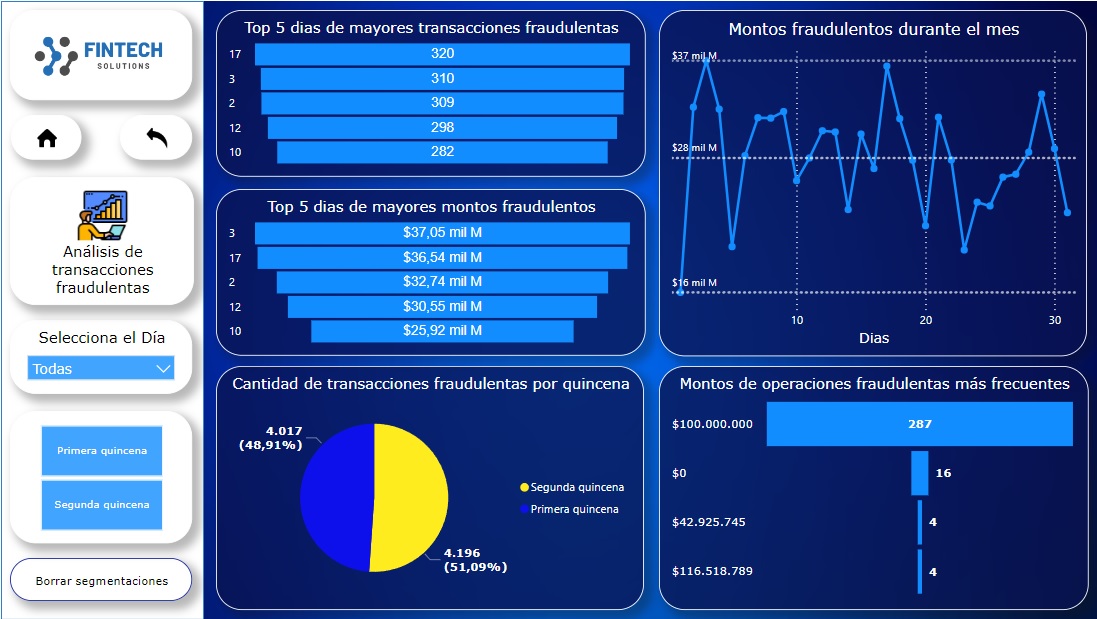 FINTECH
SOLUTIONS
Análisis de
transacciones
fraudulentas
Selecciona el Día
Todas
Primera quincena
Segunda quincena
Borrar segmentaciones
Top 5 dias de mayores transacciones fraudulentas
17 320
3 310
2 309
12 298
10 282
Top 5 dias de mayores montos fraudulentos
3 $37,05 mil M
17 $36,54 mil M
2 $32,74 mil M
12 $30,55 mil M
10 $25,92 mil M
Cantidad de transacciones fraudulentas por quincena
4.017
(48,91%)
Segunda quincena
Primera quincena
4.196
(51,09%)
Montos fraudulentos durante el mes
$37 mil M
$28 mil M
$16 mil M
10 20 30
Dias
Montos de operaciones fraudulentas más frecuentes
$100.000.000 287
$0 16
$42.925.745 4
$116.518.789 4